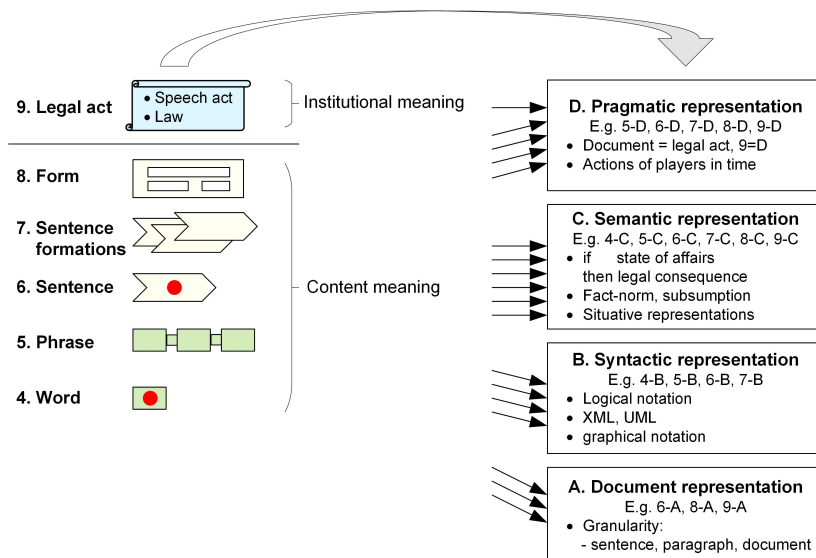 9. Legal act
• Speech act
• Law
Institutional meaning
8. Form
7. Sentence
formations
6. Sentence
5. Phrase
4. Word
Content meaning
D. Pragmatic representation
E.g. 5-D, 6-D, 7-D, 8-D, 9-D
• Document = legal act, 9=D
• Actions of players in time
C. Semantic representation
E.g. 4-C, 5-C, 6-C, 7-C, 8-C, 9-C
• if state of affairs
then legal consequence
• Fact-norm, subsumption
• Situative representations
B. Syntactic representation
E.g. 4-B, 5-B, 6-B, 7-B
• Logical notation
• XML, UML
• graphical notation
A. Document representation
E.g. 6-A, 8-A, 9-A
• Granularity:
- sentence, paragraph, document